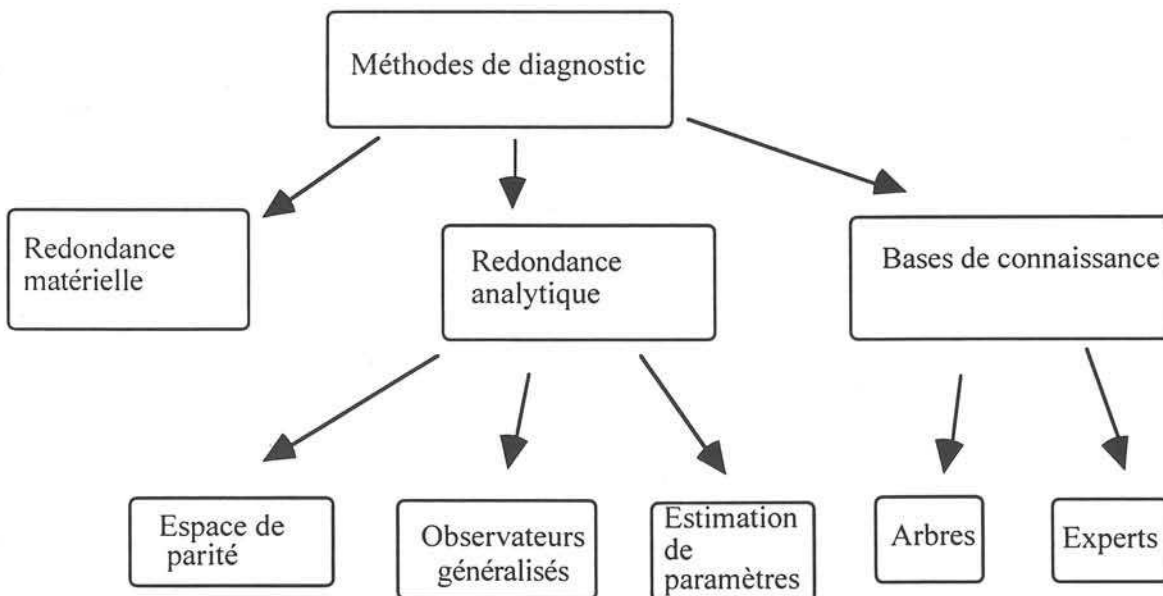 Méthodes de diagnostic
Redondance
matérielle
Redondance
analytique
Bases de connaissance
Espace de
parité
Observateurs
généralisés
Estimation
de
paramètres
Arbres
Experts